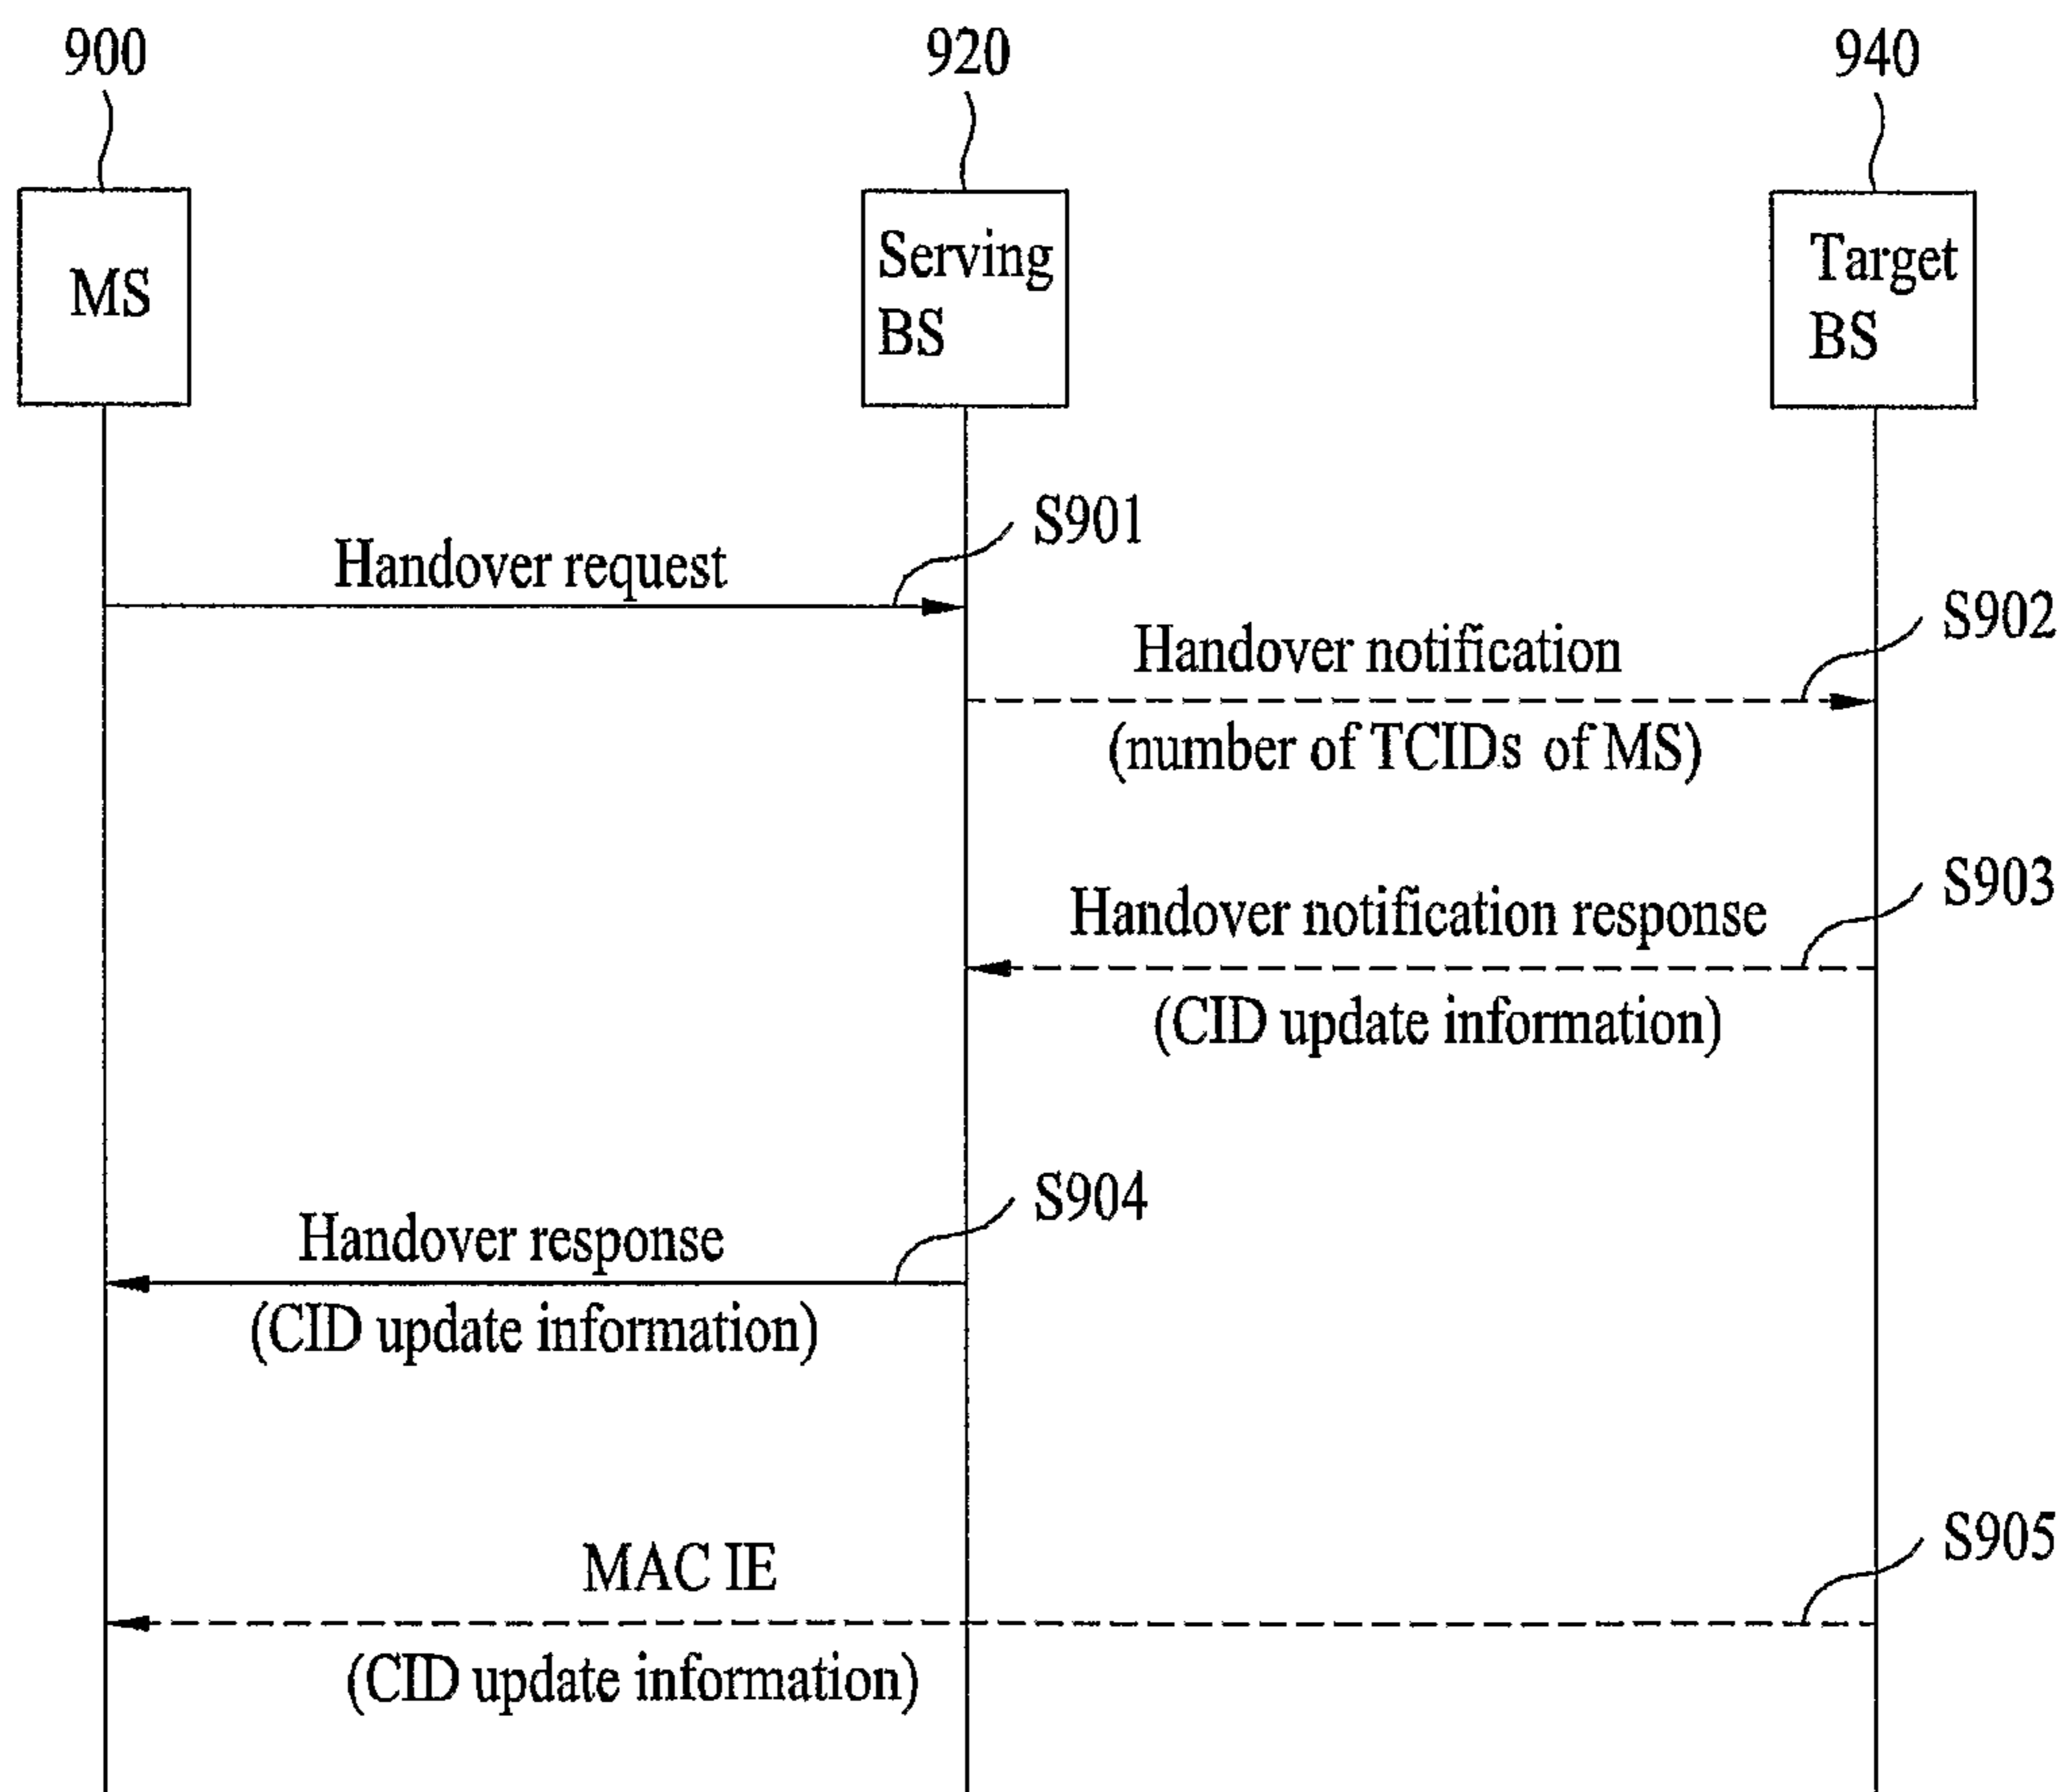 900
920
940
MS
Serving
BS
Target
BS
S901
Handover request
S902
Handover notification
(number of TCIDs of MS)
S903
Handover notification response
(CID update information)
S904
Handover response
(CID update information)
S905
MAC IE
(CID update information)